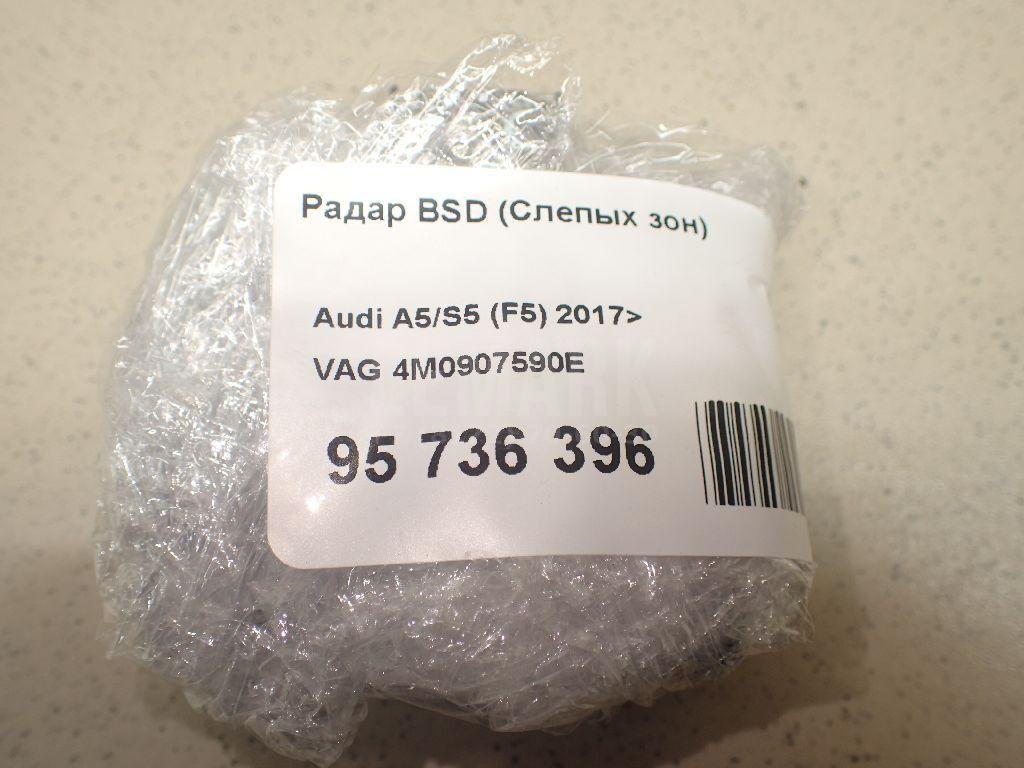 Радар BSD (Слепых зон)
Audi A5/S5 (F5) 2017>
VAG 4M0907590E
95 736 396